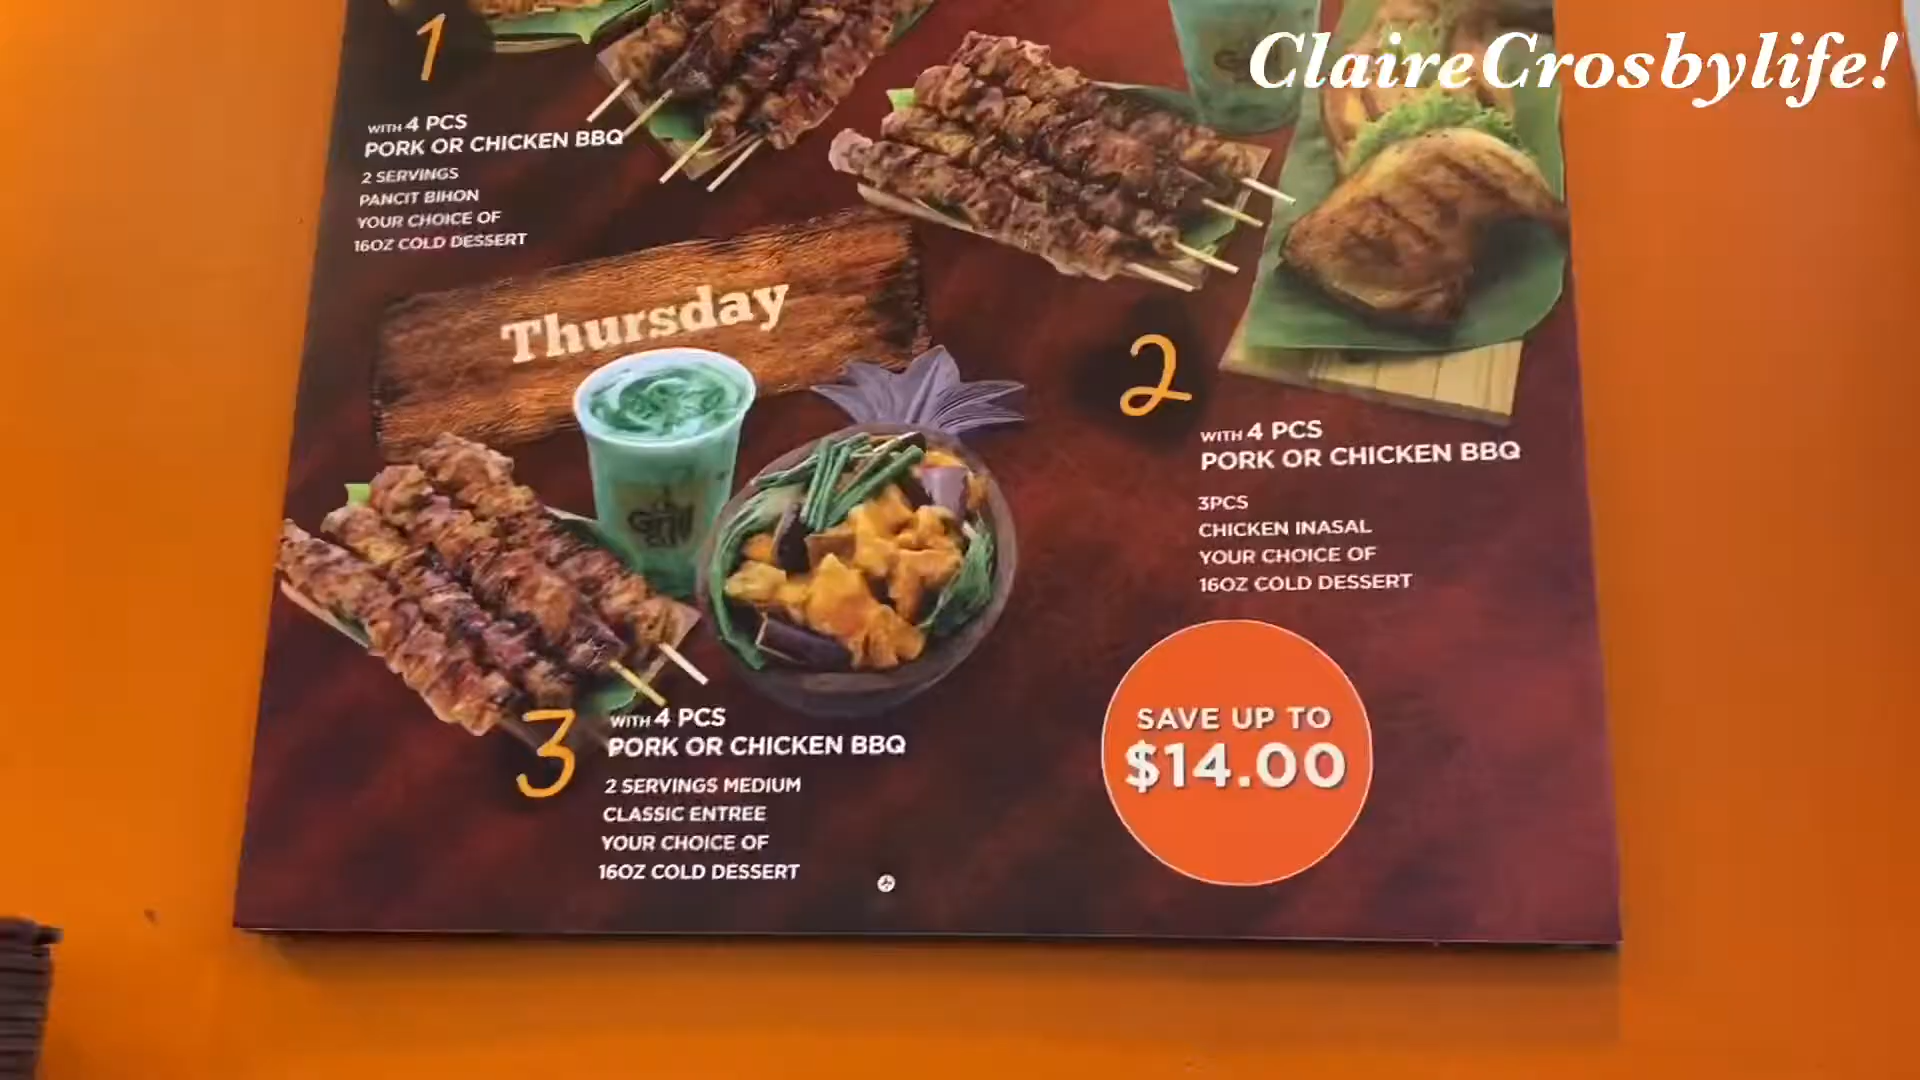 ClaireCrosbylife!
1
WITH 4 PCS
PORK OR CHICKEN BBQ
2 SERVINGS
PANCIT BIHON
YOUR CHOICE OF
16OZ COLD DESSERT
Thursday
2
WITH 4 PCS
PORK OR CHICKEN BBQ
3PCS
CHICKEN INASAL
YOUR CHOICE OF
16OZ COLD DESSERT
Grill
3
WITH 4 PCS
PORK OR CHICKEN BBQ
2 SERVINGS MEDIUM
CLASSIC ENTREE
YOUR CHOICE OF
16OZ COLD DESSERT
SAVE UP TO
$14.00